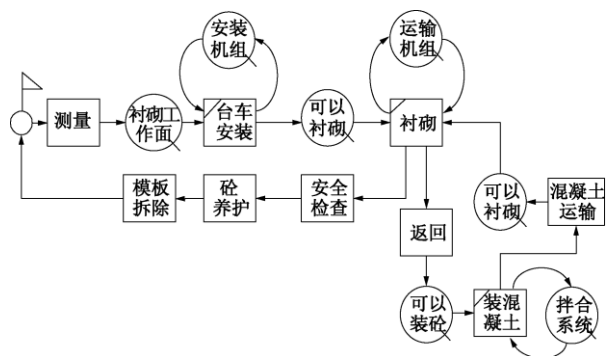 安装
机组
运输
机组
测量
衬砌工
作面
台车
安装
可以
衬砌
衬砌
模板
拆除
砼
养护
安全
检查
返回
可以
衬砌
混凝土
运输
可以
装砼
装混
凝土
拌合
系统